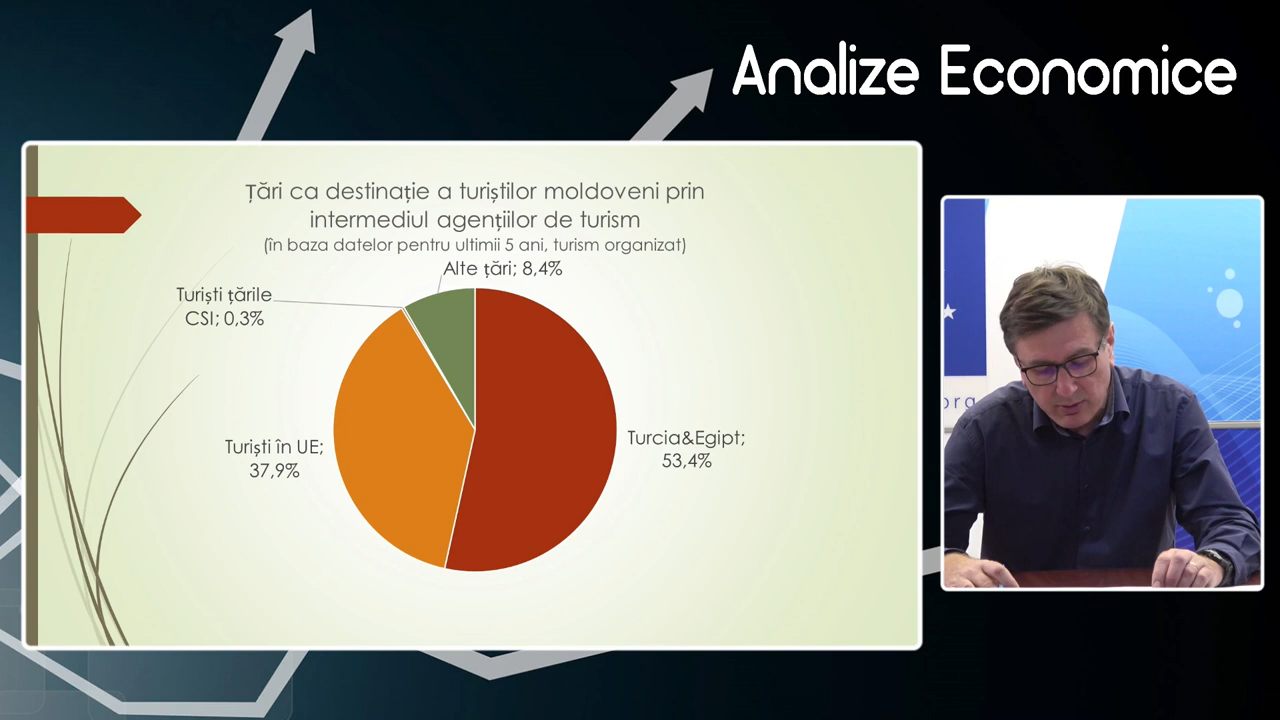 Analize Economice
Țări ca destinație a turiștilor moldoveni prin
intermediul agențiilor de turism
(în baza datelor pentru ultimii 5 ani, turism organizat)
Alte țări; 8,4%
Turiști țările
CSI; 0,3%
Turiști în UE;
37,9%
Turcia&Egipt;
53,4%
org